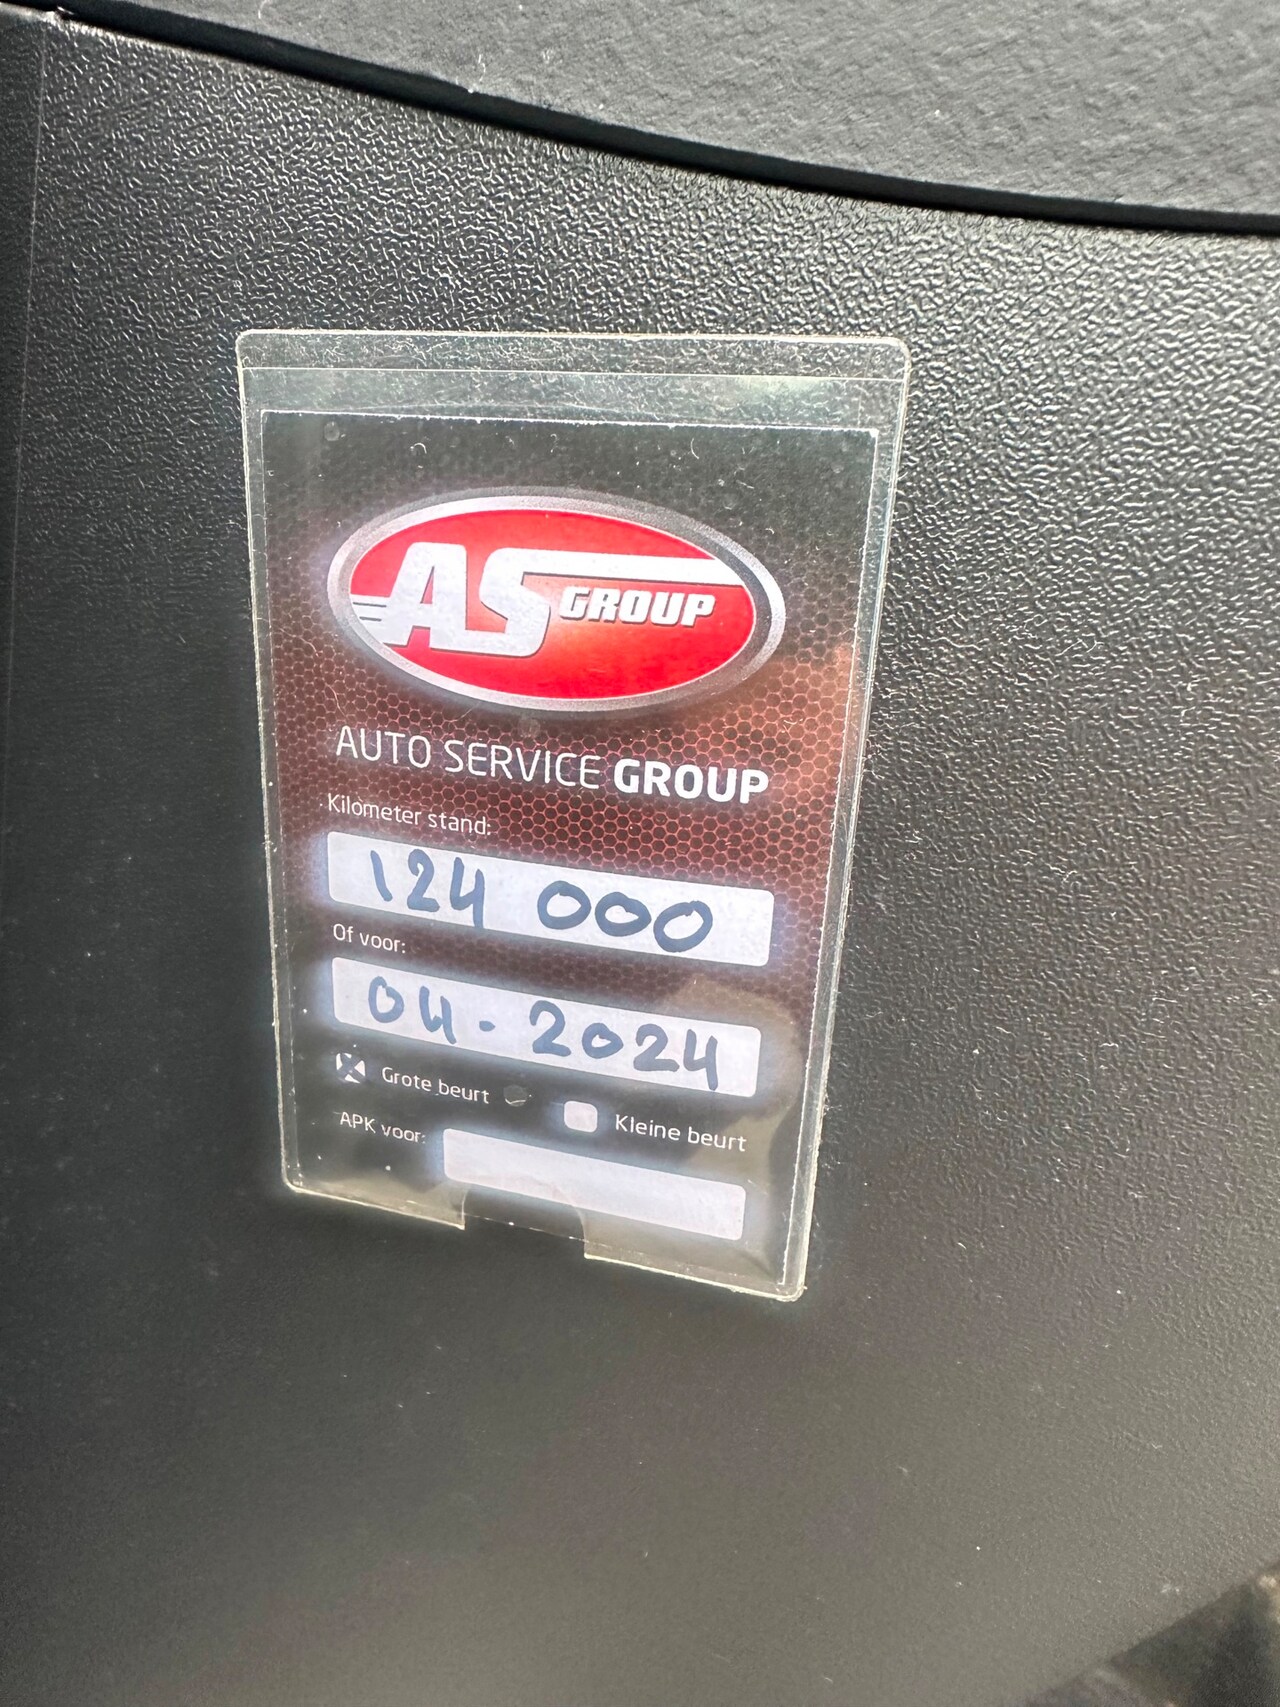 AS GROUP
AUTO SERVICE GROUP
Kilometer stand:
124 000
Of voor:
04-2024
Grote beurt Kleine beurt
APK voor: